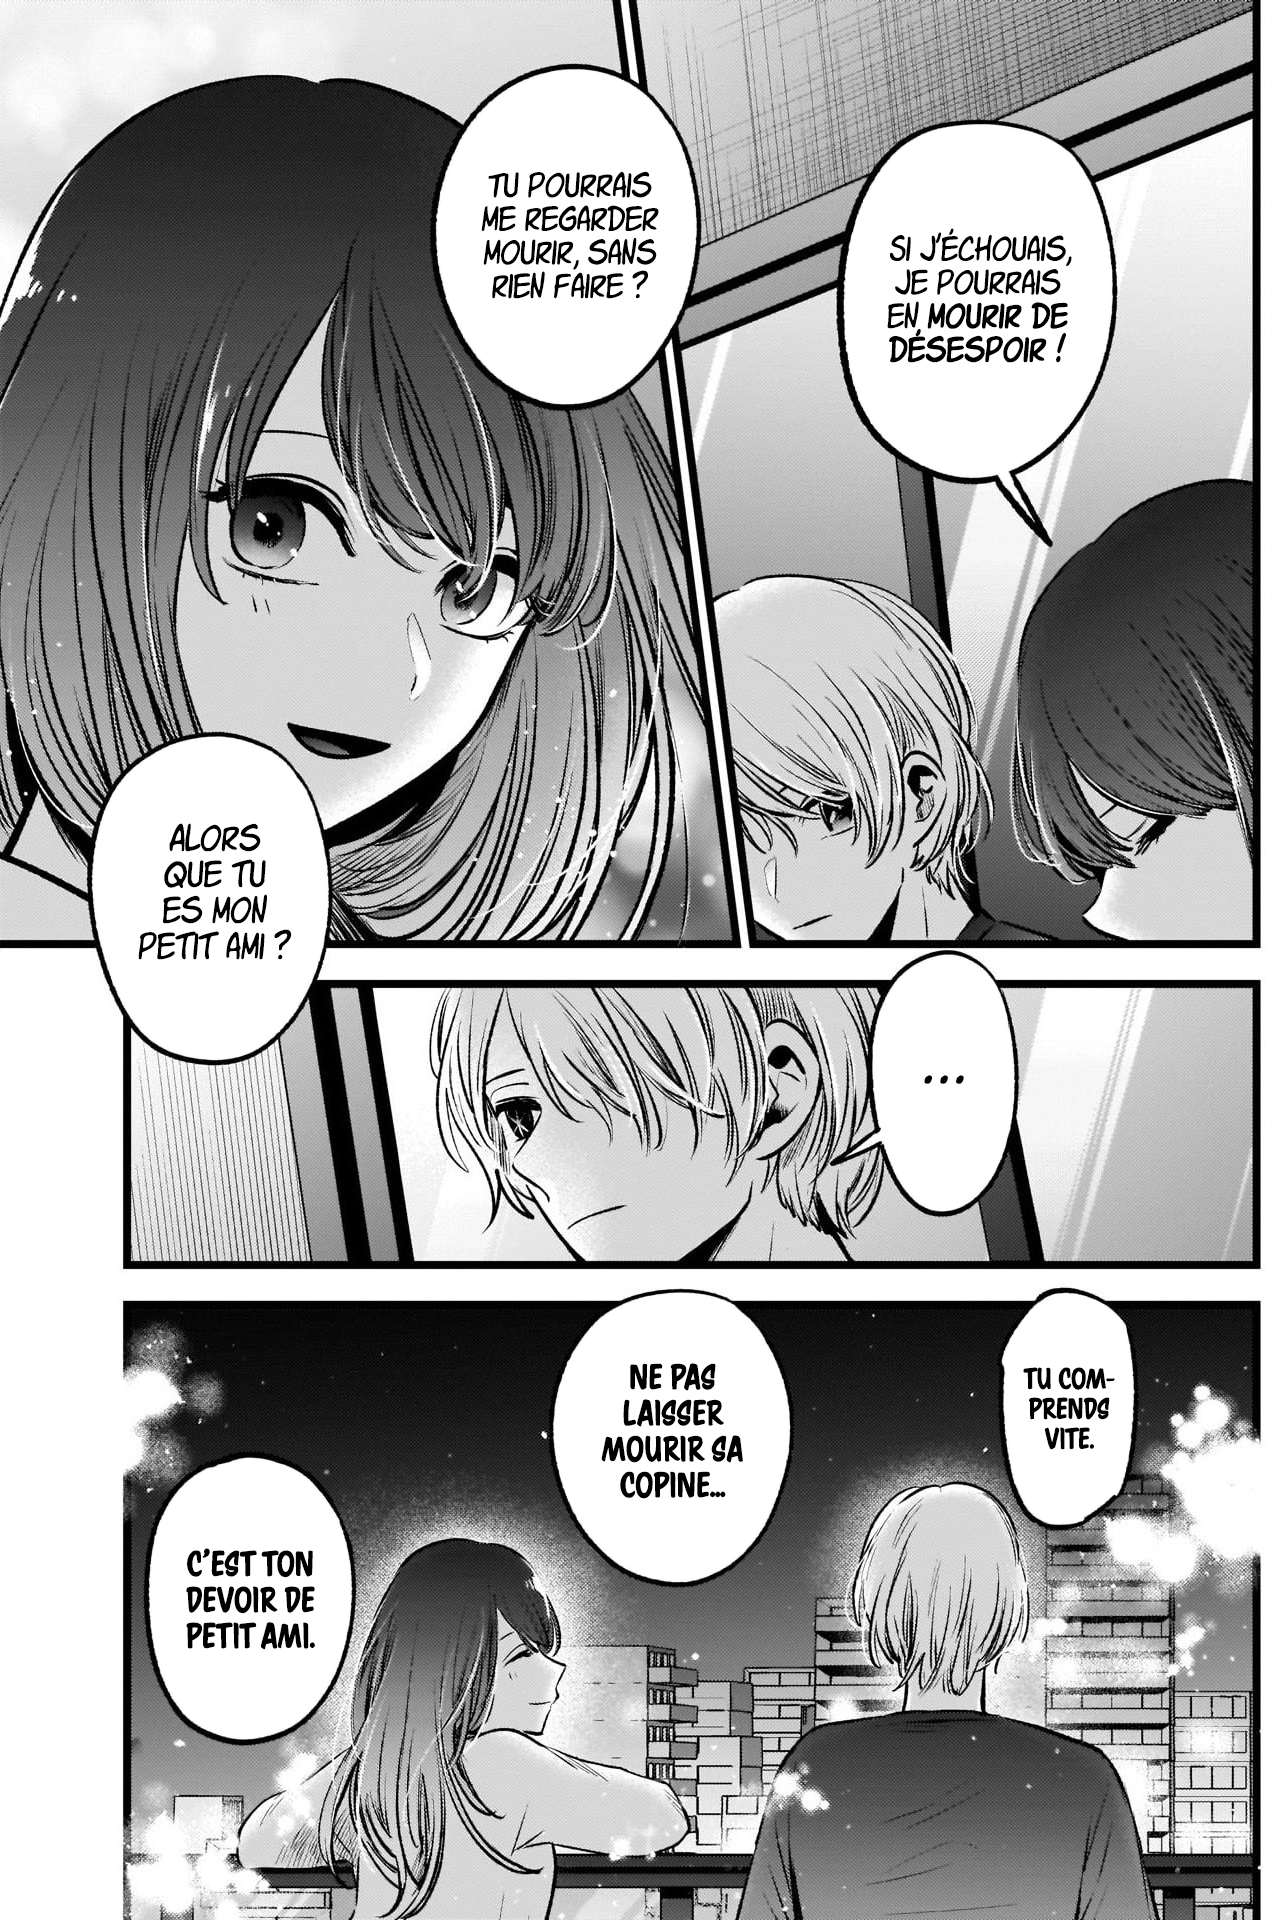 SI J'ÉCHOUAIS,
JE POURRAIS
EN MOURIR DE
DÉSESPOIR !
TU POURRAIS
ME REGARDER
MOURIR, SANS
RIEN FAIRE ?
ALORS
QUE TU
ES MON
PETIT AMI ?
...
TU COM-
PRENDS
VITE.
NE PAS
LAISSER
MOURIR SA
COPINE...
C'EST TON
DEVOIR DE
PETIT AMI.